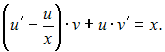 (u′ − u/x) · v + u · v′ = x.